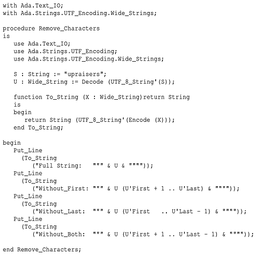 with Ada.Text_IO;
with Ada.Strings.UTF_Encoding.Wide_Strings;
procedure Remove_Characters
is
use Ada.Text_IO;
use Ada.Strings.UTF_Encoding;
use Ada.Strings.UTF_Encoding.Wide_Strings;
S : String := "upraisers";
U : Wide_String := Decode (UTF_8_String'(S));
function To_String (X : Wide_String)return String
is
begin
return String (UTF_8_String'(Encode (X)));
end To_String;
begin
Put_Line
(To_String
("Full String:   """ & U & """"));
Put_Line
(To_String
("Without_First: """ & U (U'First + 1 .. U'Last) & """"));
Put_Line
(To_String
("Without_Last:  """ & U (U'First   .. U'Last - 1) & """"));
Put_Line
(To_String
("Without_Both:  """ & U (U'First + 1 .. U'Last - 1) & """"));
end Remove_Characters;